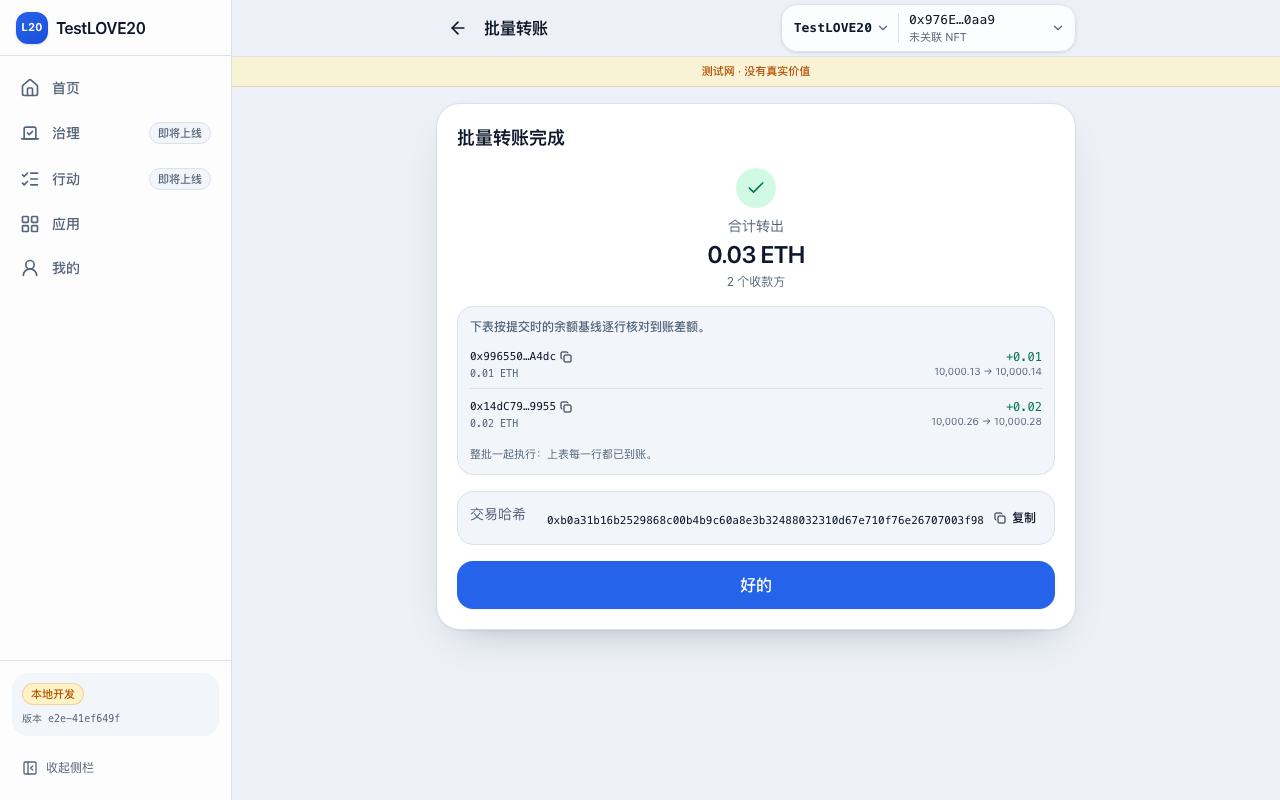 L20 TestLOVE20
首页
治理 即将上线
行动 即将上线
应用
我的
本地开发
版本 e2e-41ef649f
收起侧栏
批量转账
TestLOVE20
0x976E…0aa9
未关联 NFT
测试网 · 没有真实价值
批量转账完成
合计转出
0.03 ETH
2 个收款方
下表按提交时的余额基线逐行核对到账差额。
0x996550…A4dc +0.01
0.01 ETH 10,000.13 → 10,000.14
0x14dC79…9955 +0.02
0.02 ETH 10,000.26 → 10,000.28
整批一起执行：上表每一行都已到账。
交易哈希 0xb0a31b16b2529868c00b4b9c60a8e3b32488032310d67e710f76e26707003f98 复制
好的